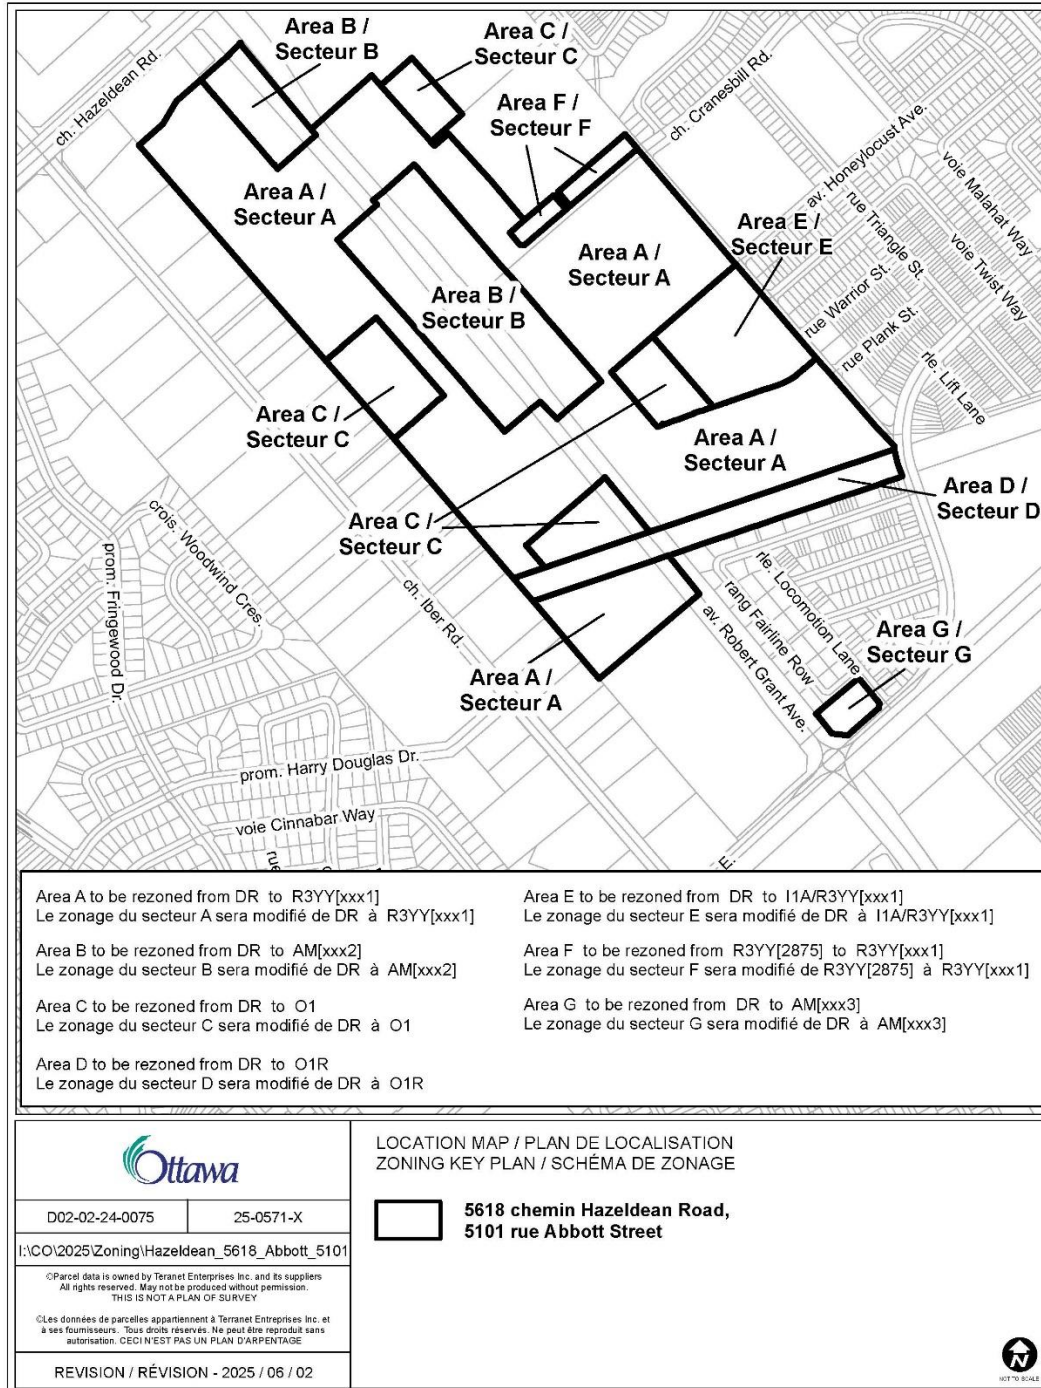 Area B /
Secteur B
Area C /
Secteur C
ch. Hazeldean Rd.
Area F /
Secteur F
ch. Cranesbill Rd.
av. Honeylocust Ave.
voie Malahat Way
Area A /
Secteur A
rue Triangle St.
Area E /
Secteur E
voie Twist Way
Area A /
Secteur A
rue Warrior St.
Area B /
Secteur B
rue Plank St.
rle. Lift Lane
Area C /
Secteur C
Area A /
Secteur A
Area D /
Secteur D
Area C /
Secteur C
crois. Woodwind Cres.
prom. Fringewood Dr.
ch. Iber Rd.
rle. Locomotion Lane
rang Fairline Row
av. Robert Grant Ave.
Area G /
Secteur G
Area A /
Secteur A
prom. Harry Douglas Dr.
voie Cinnabar Way
rue
E.
Area A to be rezoned from DR to R3YY[xxx1]
Le zonage du secteur A sera modifié de DR à R3YY[xxx1]
Area B to be rezoned from DR to AM[xxx2]
Le zonage du secteur B sera modifié de DR à AM[xxx2]
Area C to be rezoned from DR to O1
Le zonage du secteur C sera modifié de DR à O1
Area D to be rezoned from DR to O1R
Le zonage du secteur D sera modifié de DR à O1R
Area E to be rezoned from DR to I1A/R3YY[xxx1]
Le zonage du secteur E sera modifié de DR à I1A/R3YY[xxx1]
Area F to be rezoned from R3YY[2875] to R3YY[xxx1]
Le zonage du secteur F sera modifié de R3YY[2875] à R3YY[xxx1]
Area G to be rezoned from DR to AM[xxx3]
Le zonage du secteur G sera modifié de DR à AM[xxx3]
Ottawa
D02-02-24-0075
25-0571-X
I:\CO\2025\Zoning\Hazeldean_5618_Abbott_5101
©Parcel data is owned by Teranet Enterprises Inc. and its suppliers
All rights reserved. May not be produced without permission.
THIS IS NOT A PLAN OF SURVEY
©Les données de parcelles appartiennent à Terranet Entreprises Inc. et
à ses fournisseurs. Tous droits réservés. Ne peut être reproduit sans
autorisation. CECI N'EST PAS UN PLAN D'ARPENTAGE
REVISION / RÉVISION - 2025 / 06 / 02
LOCATION MAP / PLAN DE LOCALISATION
ZONING KEY PLAN / SCHÉMA DE ZONAGE
5618 chemin Hazeldean Road,
5101 rue Abbott Street
N
NOT TO SCALE